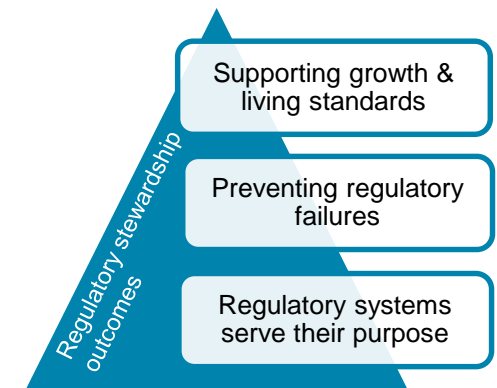 Supporting growth &
living standards
Preventing regulatory
failures
Regulatory systems
serve their purpose
Regulatory stewardship
outcomes